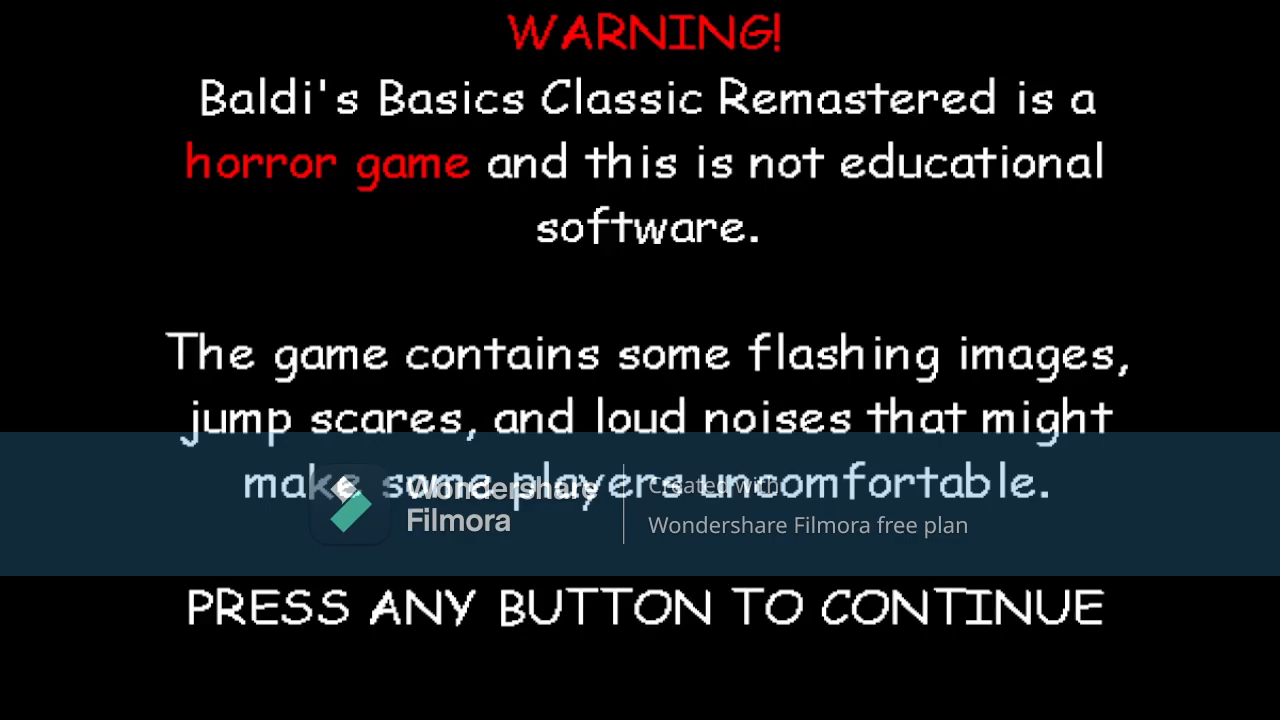 WARNING!
Baldi's Basics Classic Remastered is a
horror game and this is not educational
software.
The game contains some flashing images,
jump scares, and loud noises that might
make some players uncomfortable.
Wondershare
Filmora
Created with
Wondershare Filmora free plan
PRESS ANY BUTTON TO CONTINUE